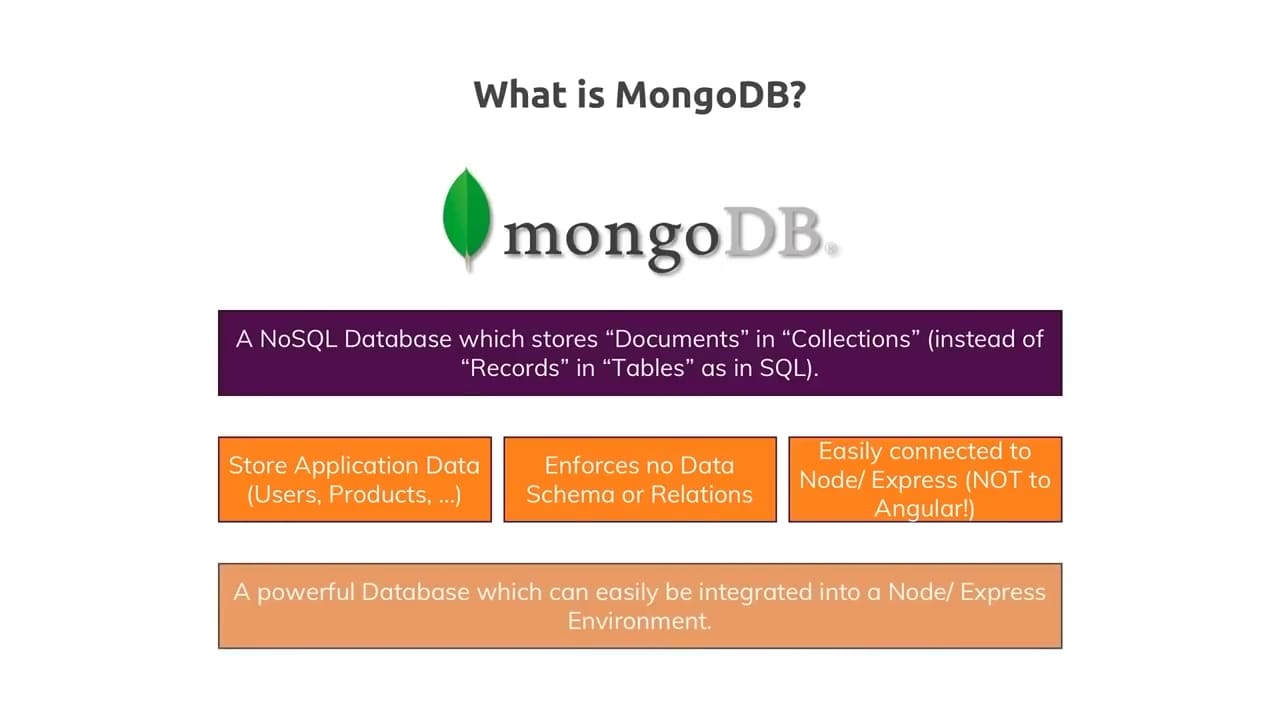 What is MongoDB?
mongoDB®
A NoSQL Database which stores “Documents” in “Collections” (instead of
“Records” in “Tables” as in SQL).
Store Application Data
(Users, Products, ...)
Enforces no Data
Schema or Relations
Easily connected to
Node/ Express (NOT to
Angular!)
A powerful Database which can easily be integrated into a Node/ Express
Environment.